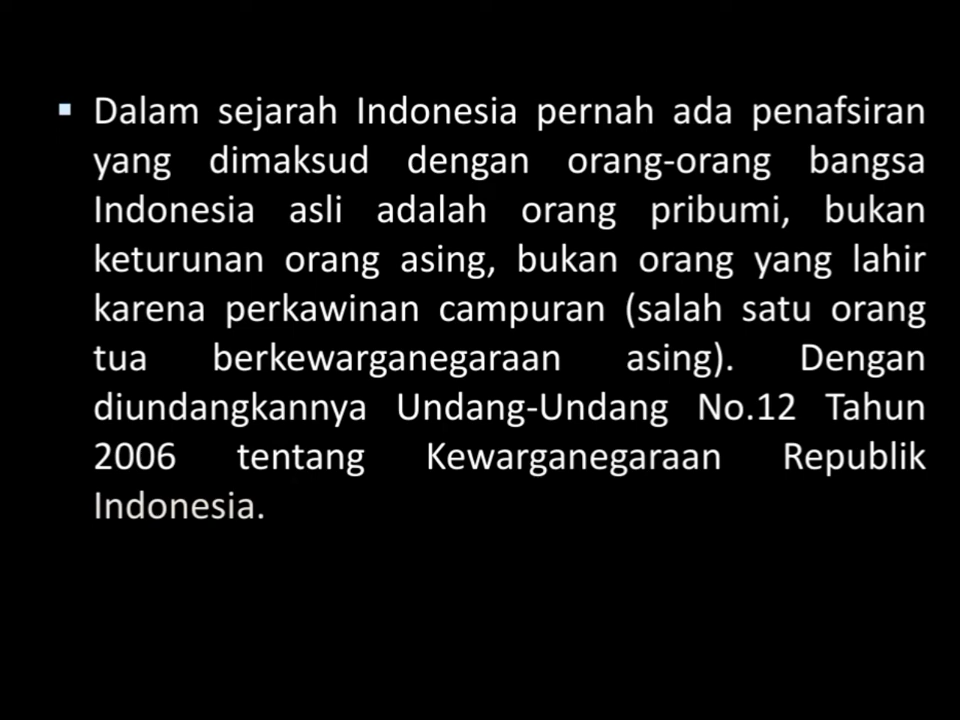 ▪ Dalam sejarah Indonesia pernah ada penafsiran
yang dimaksud dengan orang-orang bangsa
Indonesia asli adalah orang pribumi, bukan
keturunan orang asing, bukan orang yang lahir
karena perkawinan campuran (salah satu orang
tua berkewarganegaraan asing). Dengan
diundangkannya Undang-Undang No.12 Tahun
2006 tentang Kewarganegaraan Republik
Indonesia.